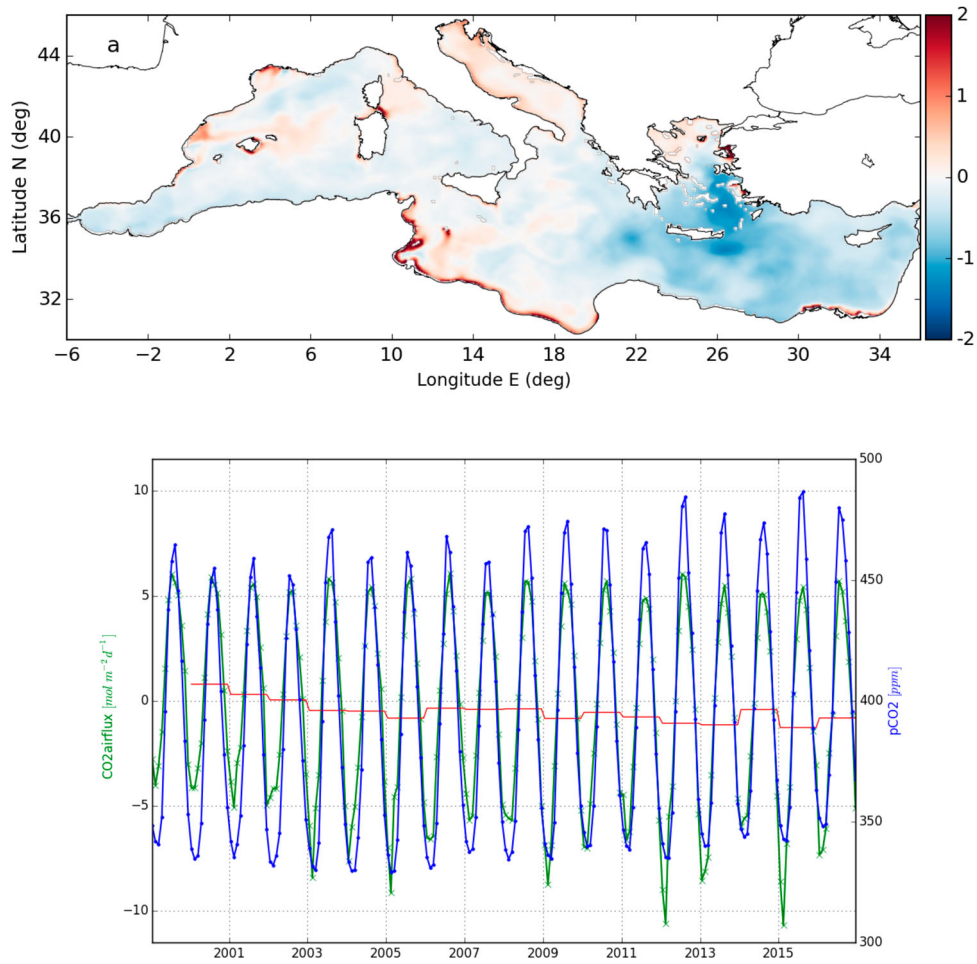 a
44
40
36
32
Latitude N (deg)
-6 -2 2 6 10 14 18 22 26 30 34
Longitude E (deg)
2
1
0
-1
-2
10
5
0
−5
−10
CO2airflux [mol m⁻²d⁻¹]
500
450
400
350
300
pCO2 [ppm]
2001 2003 2005 2007 2009 2011 2013 2015